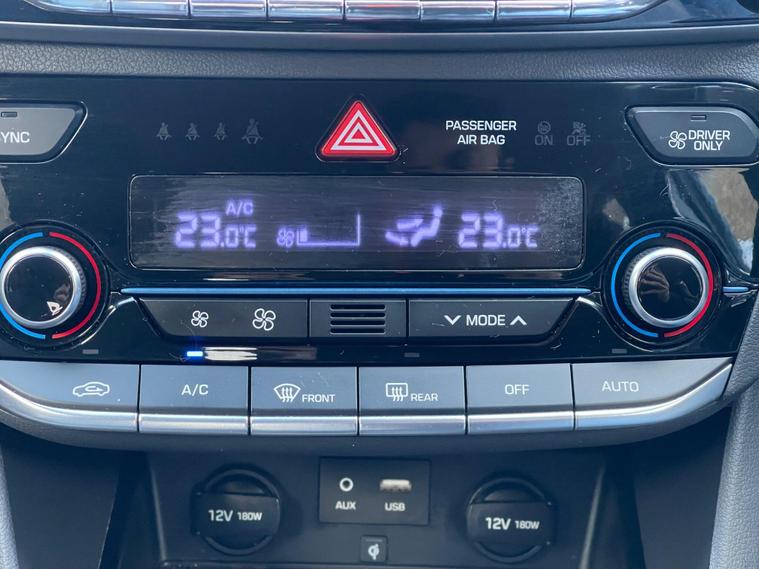 SYNC
PASSENGER
AIR BAG
ON
OFF
DRIVER
ONLY
A/C
23.0°C
23.0°C
MODE
A/C
FRONT
REAR
OFF
AUTO
12V 180W
AUX
USB
12V 180W